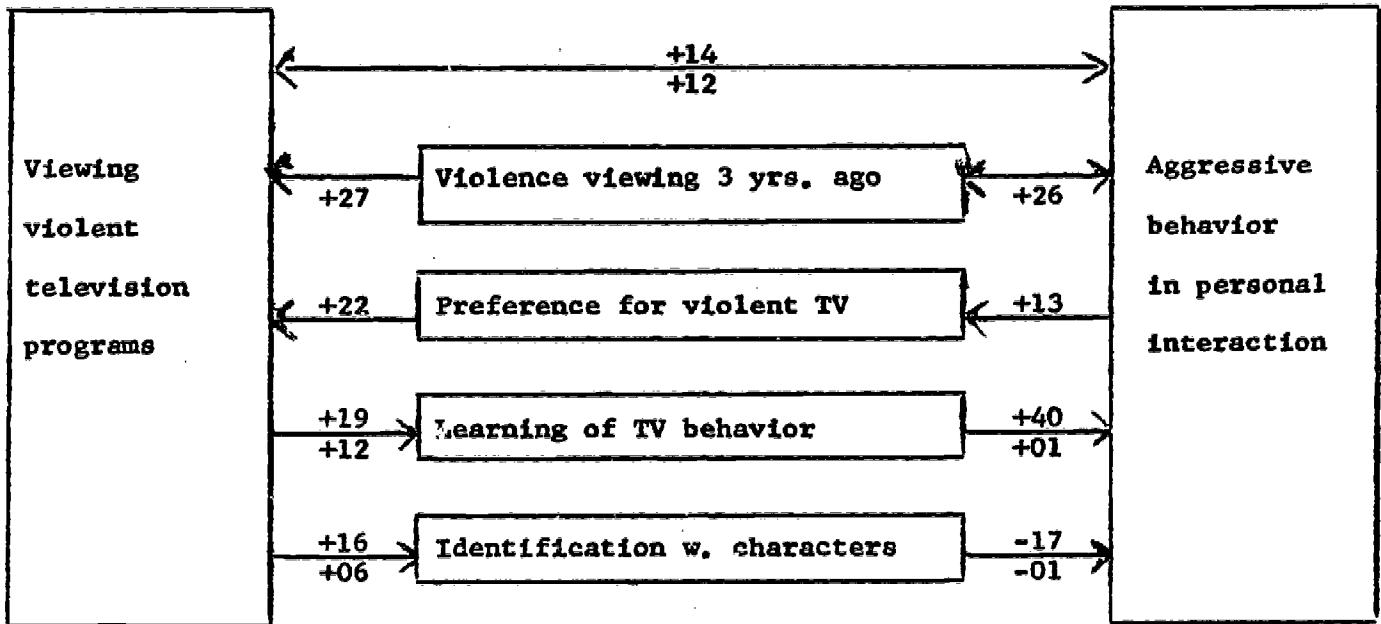 +14
+12
Viewing
violent
television
programs
+27
Violence viewing 3 yrs. ago
+26
+22
Preference for violent TV
+13
+19
+12
Learning of TV behavior
+40
+01
+16
+06
Identification w. characters
-17
-01
Aggressive
behavior
in personal
interaction